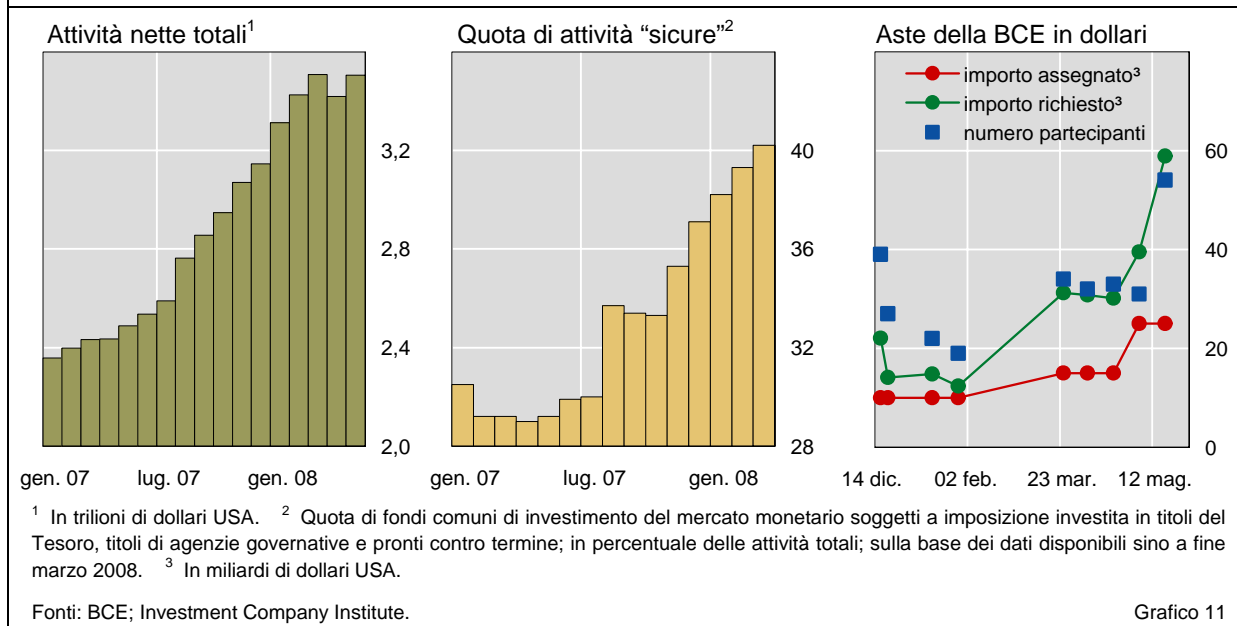 Attività nette totali¹
Quota di attività “sicure”²
Aste della BCE in dollari
importo assegnato³
importo richiesto³
numero partecipanti
3,2
2,8
2,4
2,0
gen. 07 lug. 07 gen. 08
40
36
32
28
gen. 07 lug. 07 gen. 08
60
40
20
0
14 dic. 02 feb. 23 mar. 12 mag.
¹ In trilioni di dollari USA. ² Quota di fondi comuni di investimento del mercato monetario soggetti a imposizione investita in titoli del
Tesoro, titoli di agenzie governative e pronti contro termine; in percentuale delle attività totali; sulla base dei dati disponibili sino a fine
marzo 2008. ³ In miliardi di dollari USA.
Fonti: BCE; Investment Company Institute. Grafico 11